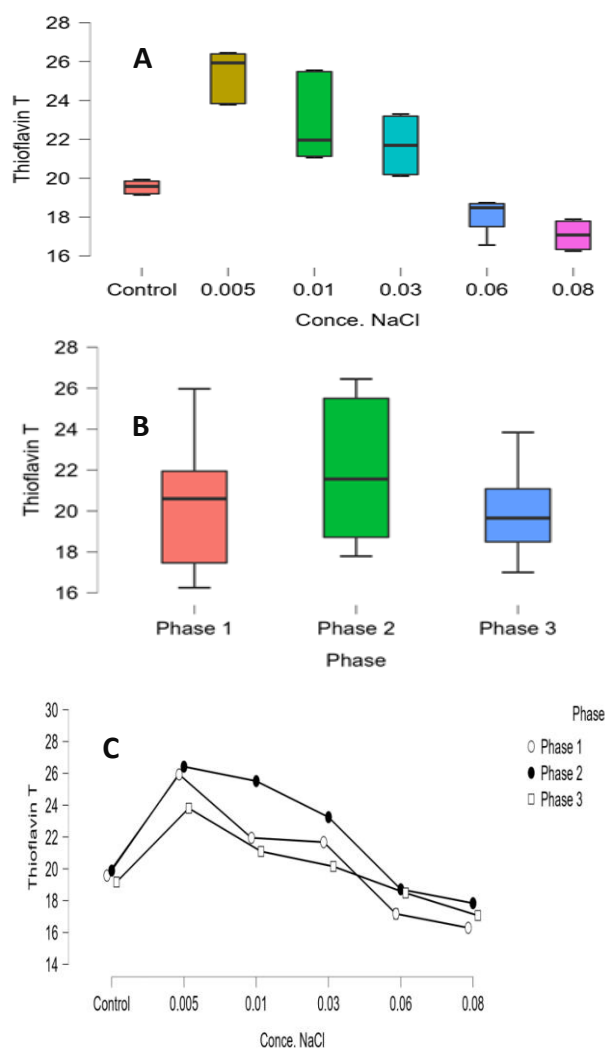 A
Thioflavin T
28
26
24
22
20
18
16
Control 0.005 0.01 0.03 0.06 0.08
Conce. NaCl
B
Thioflavin T
28
26
24
22
20
18
16
Phase 1 Phase 2 Phase 3
Phase
C
Thioflavin T
30
28
26
24
22
20
18
16
14
Control 0.005 0.01 0.03 0.06 0.08
Conce. NaCl
Phase
Phase 1
Phase 2
Phase 3